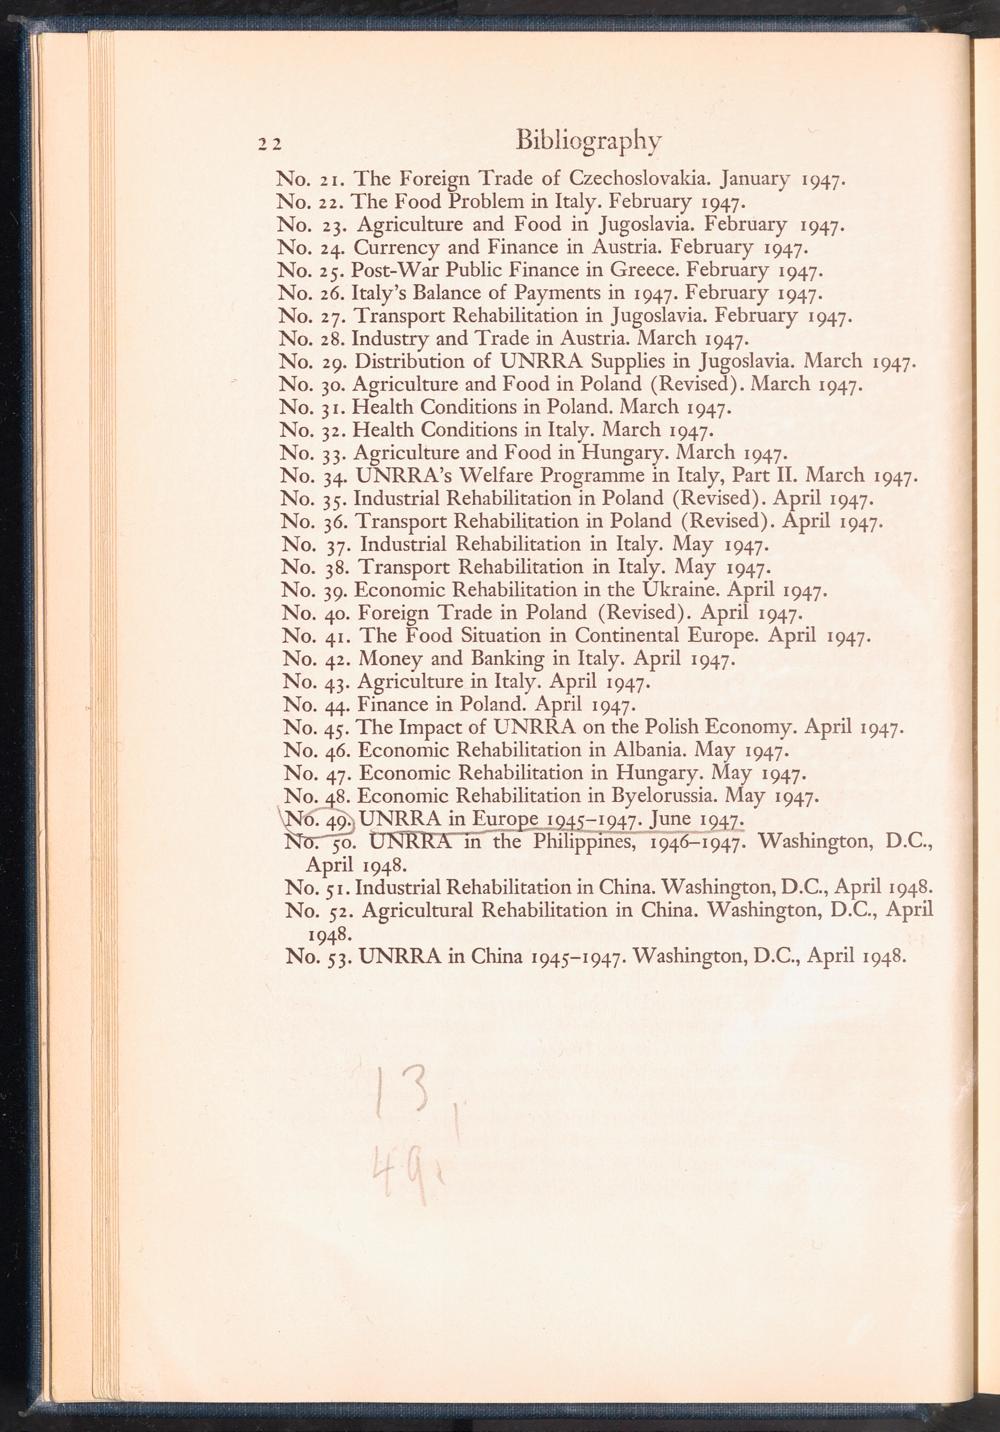 22 Bibliography
No. 21. The Foreign Trade of Czechoslovakia. January 1947.
No. 22. The Food Problem in Italy. February 1947.
No. 23. Agriculture and Food in Jugoslavia. February 1947.
No. 24. Currency and Finance in Austria. February 1947.
No. 25. Post-War Public Finance in Greece. February 1947.
No. 26. Italy's Balance of Payments in 1947. February 1947.
No. 27. Transport Rehabilitation in Jugoslavia. February 1947.
No. 28. Industry and Trade in Austria. March 1947.
No. 29. Distribution of UNRRA Supplies in Jugoslavia. March 1947.
No. 30. Agriculture and Food in Poland (Revised). March 1947.
No. 31. Health Conditions in Poland. March 1947.
No. 32. Health Conditions in Italy. March 1947.
No. 33. Agriculture and Food in Hungary. March 1947.
No. 34. UNRRA's Welfare Programme in Italy, Part II. March 1947.
No. 35. Industrial Rehabilitation in Poland (Revised). April 1947.
No. 36. Transport Rehabilitation in Poland (Revised). April 1947.
No. 37. Industrial Rehabilitation in Italy. May 1947.
No. 38. Transport Rehabilitation in Italy. May 1947.
No. 39. Economic Rehabilitation in the Ukraine. April 1947.
No. 40. Foreign Trade in Poland (Revised). April 1947.
No. 41. The Food Situation in Continental Europe. April 1947.
No. 42. Money and Banking in Italy. April 1947.
No. 43. Agriculture in Italy. April 1947.
No. 44. Finance in Poland. April 1947.
No. 45. The Impact of UNRRA on the Polish Economy. April 1947.
No. 46. Economic Rehabilitation in Albania. May 1947.
No. 47. Economic Rehabilitation in Hungary. May 1947.
No. 48. Economic Rehabilitation in Byelorussia. May 1947.
No. 49. UNRRA in Europe 1945–1947. June 1947.
No. 50. UNRRA in the Philippines, 1946–1947. Washington, D.C.,
April 1948.
No. 51. Industrial Rehabilitation in China. Washington, D.C., April 1948.
No. 52. Agricultural Rehabilitation in China. Washington, D.C., April
1948.
No. 53. UNRRA in China 1945–1947. Washington, D.C., April 1948.
13,
49.